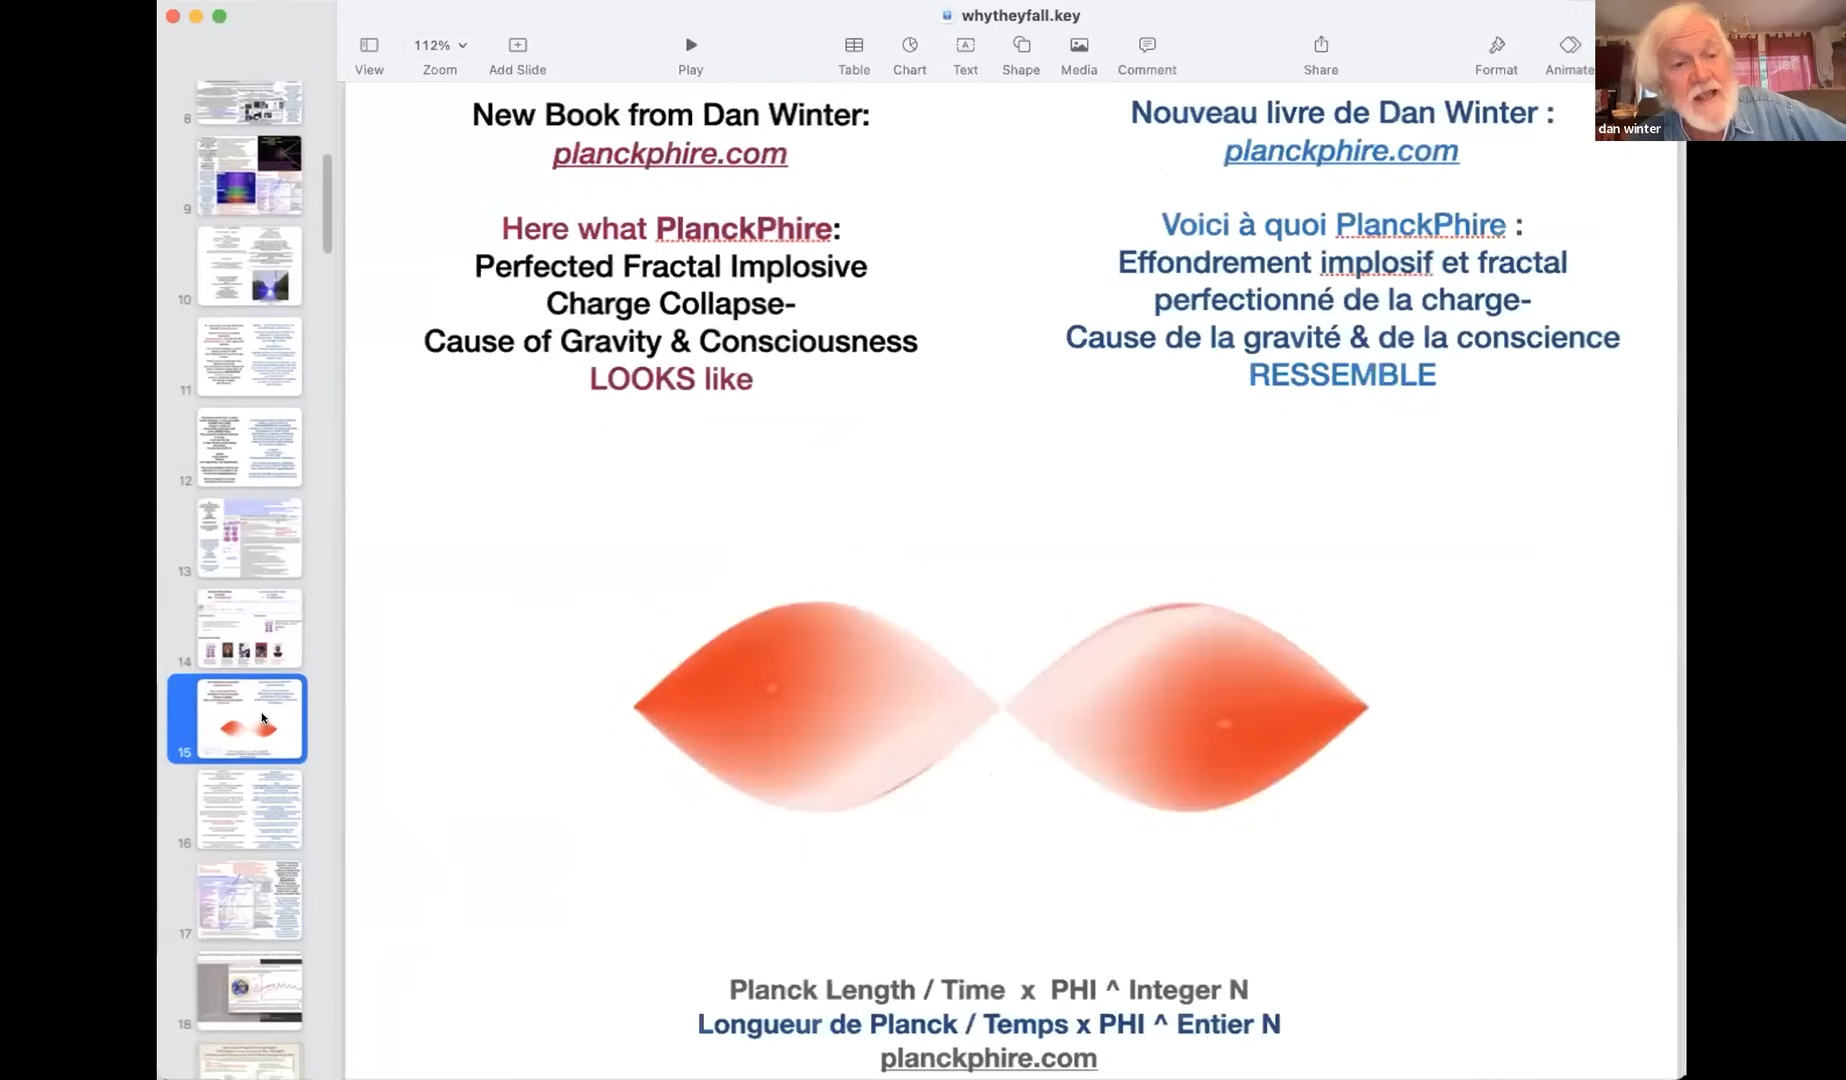 whytheyfall.key
112%
View
Zoom
Add Slide
Play
Table
Chart
Text
Shape
Media
Comment
Share
Format
Animate
dan winter
8
9
10
11
12
13
14
15
16
17
18
New Book from Dan Winter:
planckphire.com
Here what PlanckPhire:
Perfected Fractal Implosive
Charge Collapse-
Cause of Gravity & Consciousness
LOOKS like
Nouveau livre de Dan Winter :
planckphire.com
Voici à quoi PlanckPhire :
Effondrement implosif et fractal
perfectionné de la charge-
Cause de la gravité & de la conscience
RESSEMBLE
Planck Length / Time x PHI ^ Integer N
Longueur de Planck / Temps x PHI ^ Entier N
planckphire.com